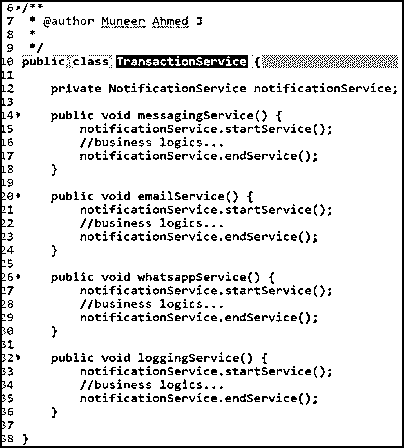 6 /**
7  * @author Muneer Ahmed J
8  *
9  */
10 public class TransactionService {
11
12     private NotificationService notificationService;
13
14     public void messagingService() {
15         notificationService.startService();
16         //business logics...
17         notificationService.endService();
18     }
19
20     public void emailService() {
21         notificationService.startService();
22         //business logics...
23         notificationService.endService();
24     }
25
26     public void whatsappService() {
27         notificationService.startService();
28         //business logics...
29         notificationService.endService();
30     }
31
32     public void loggingService() {
33         notificationService.startService();
34         //business logics...
35         notificationService.endService();
36     }
37
38 }